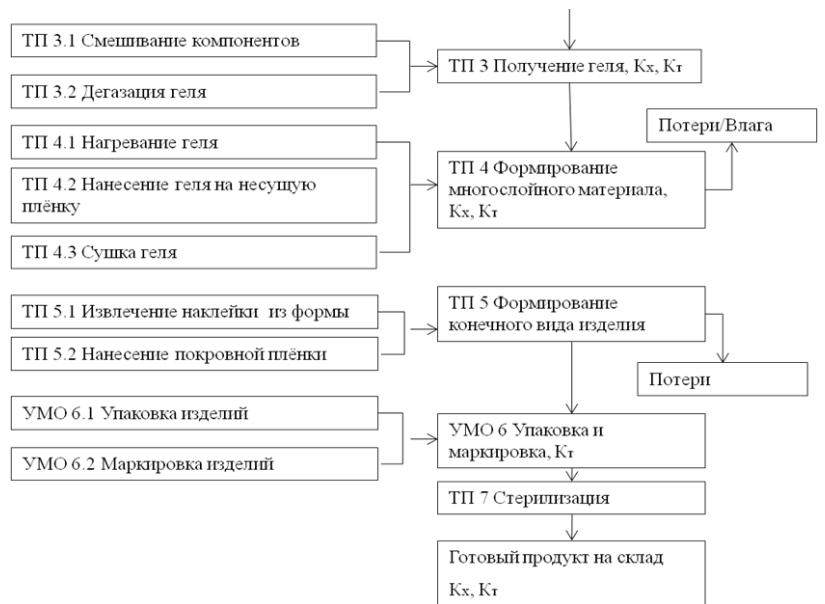 ТП 3.1 Смешивание компонентов
ТП 3.2 Дегазация геля
ТП 3 Получение геля, Кх, Кт
ТП 4.1 Нагревание геля
ТП 4.2 Нанесение геля на несущую
плёнку
ТП 4.3 Сушка геля
ТП 4 Формирование
многослойного материала,
Кх, Кт
Потери/Влага
ТП 5.1 Извлечение наклейки из формы
ТП 5.2 Нанесение покровной плёнки
ТП 5 Формирование
конечного вида изделия
Потери
УМО 6.1 Упаковка изделий
УМО 6.2 Маркировка изделий
УМО 6 Упаковка и
маркировка, Кт
ТП 7 Стерилизация
Готовый продукт на склад
Кх, Кт